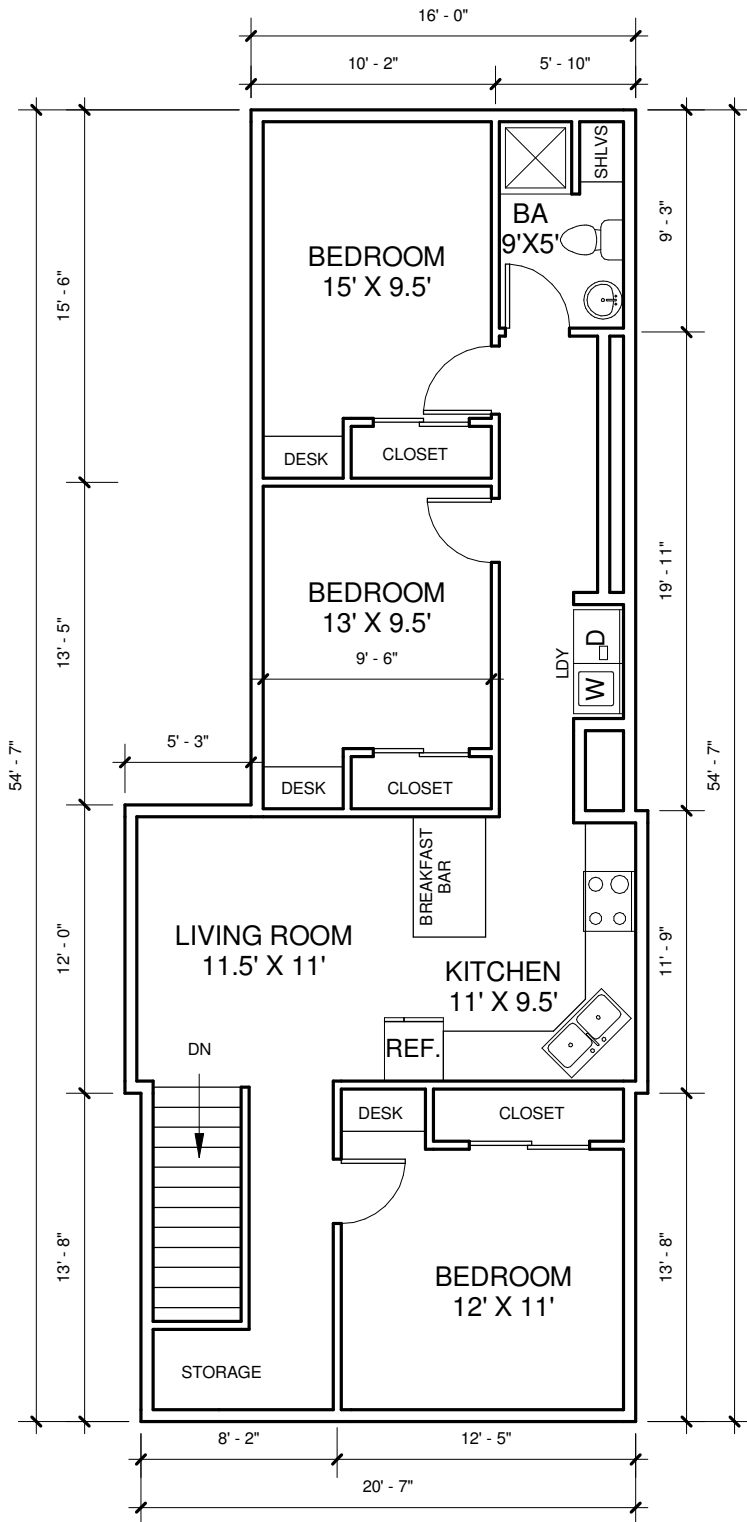 16' - 0"
10' - 2"
5' - 10"
SHLVS
BA
9'X5'
9' - 3"
BEDROOM
15' X 9.5'
15' - 6"
DESK
CLOSET
BEDROOM
13' X 9.5'
9' - 6"
13' - 5"
19' - 11"
LDY
D
W
5' - 3"
54' - 7"
54' - 7"
DESK
CLOSET
BREAKFAST
BAR
LIVING ROOM
11.5' X 11'
12' - 0"
11' - 9"
KITCHEN
11' X 9.5'
REF.
DN
DESK
CLOSET
13' - 8"
13' - 8"
BEDROOM
12' X 11'
STORAGE
8' - 2"
12' - 5"
20' - 7"